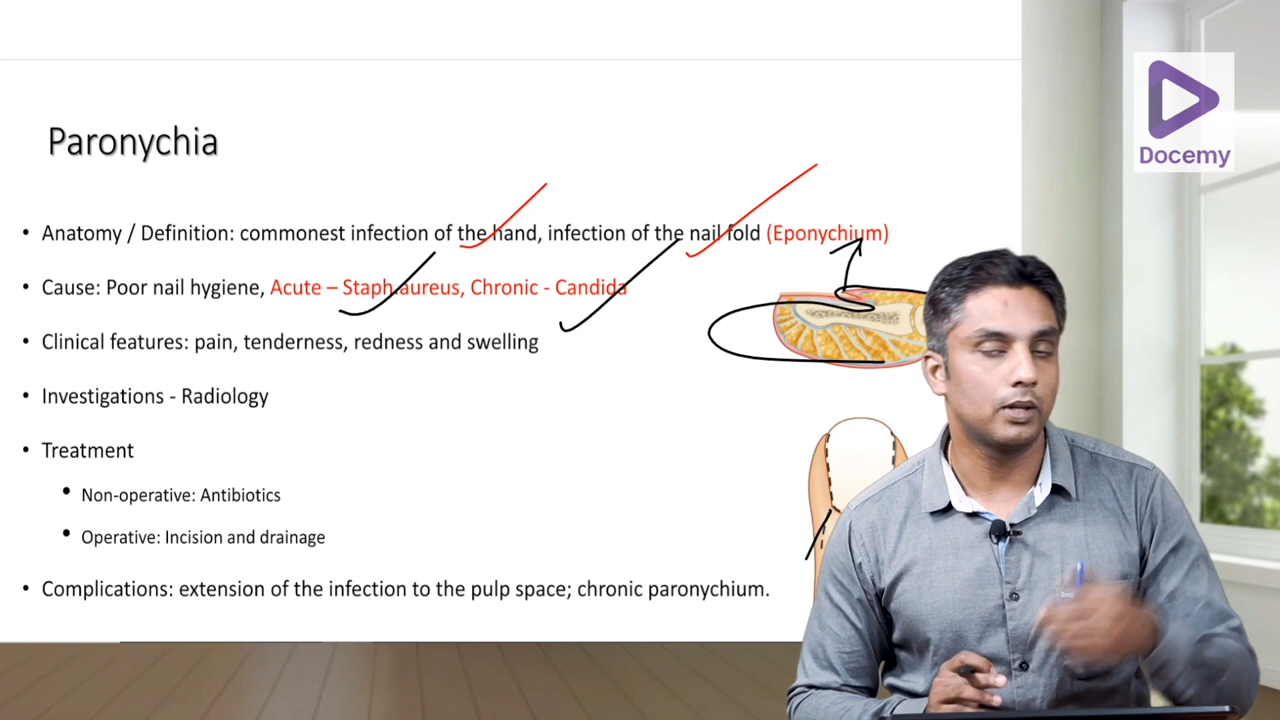 Docemy
Paronychia
• Anatomy / Definition: commonest infection of the hand, infection of the nail fold (Eponychium)
• Cause: Poor nail hygiene, Acute – Staph.aureus, Chronic - Candida
• Clinical features: pain, tenderness, redness and swelling
• Investigations - Radiology
• Treatment
• Non-operative: Antibiotics
• Operative: Incision and drainage
• Complications: extension of the infection to the pulp space; chronic paronychium.